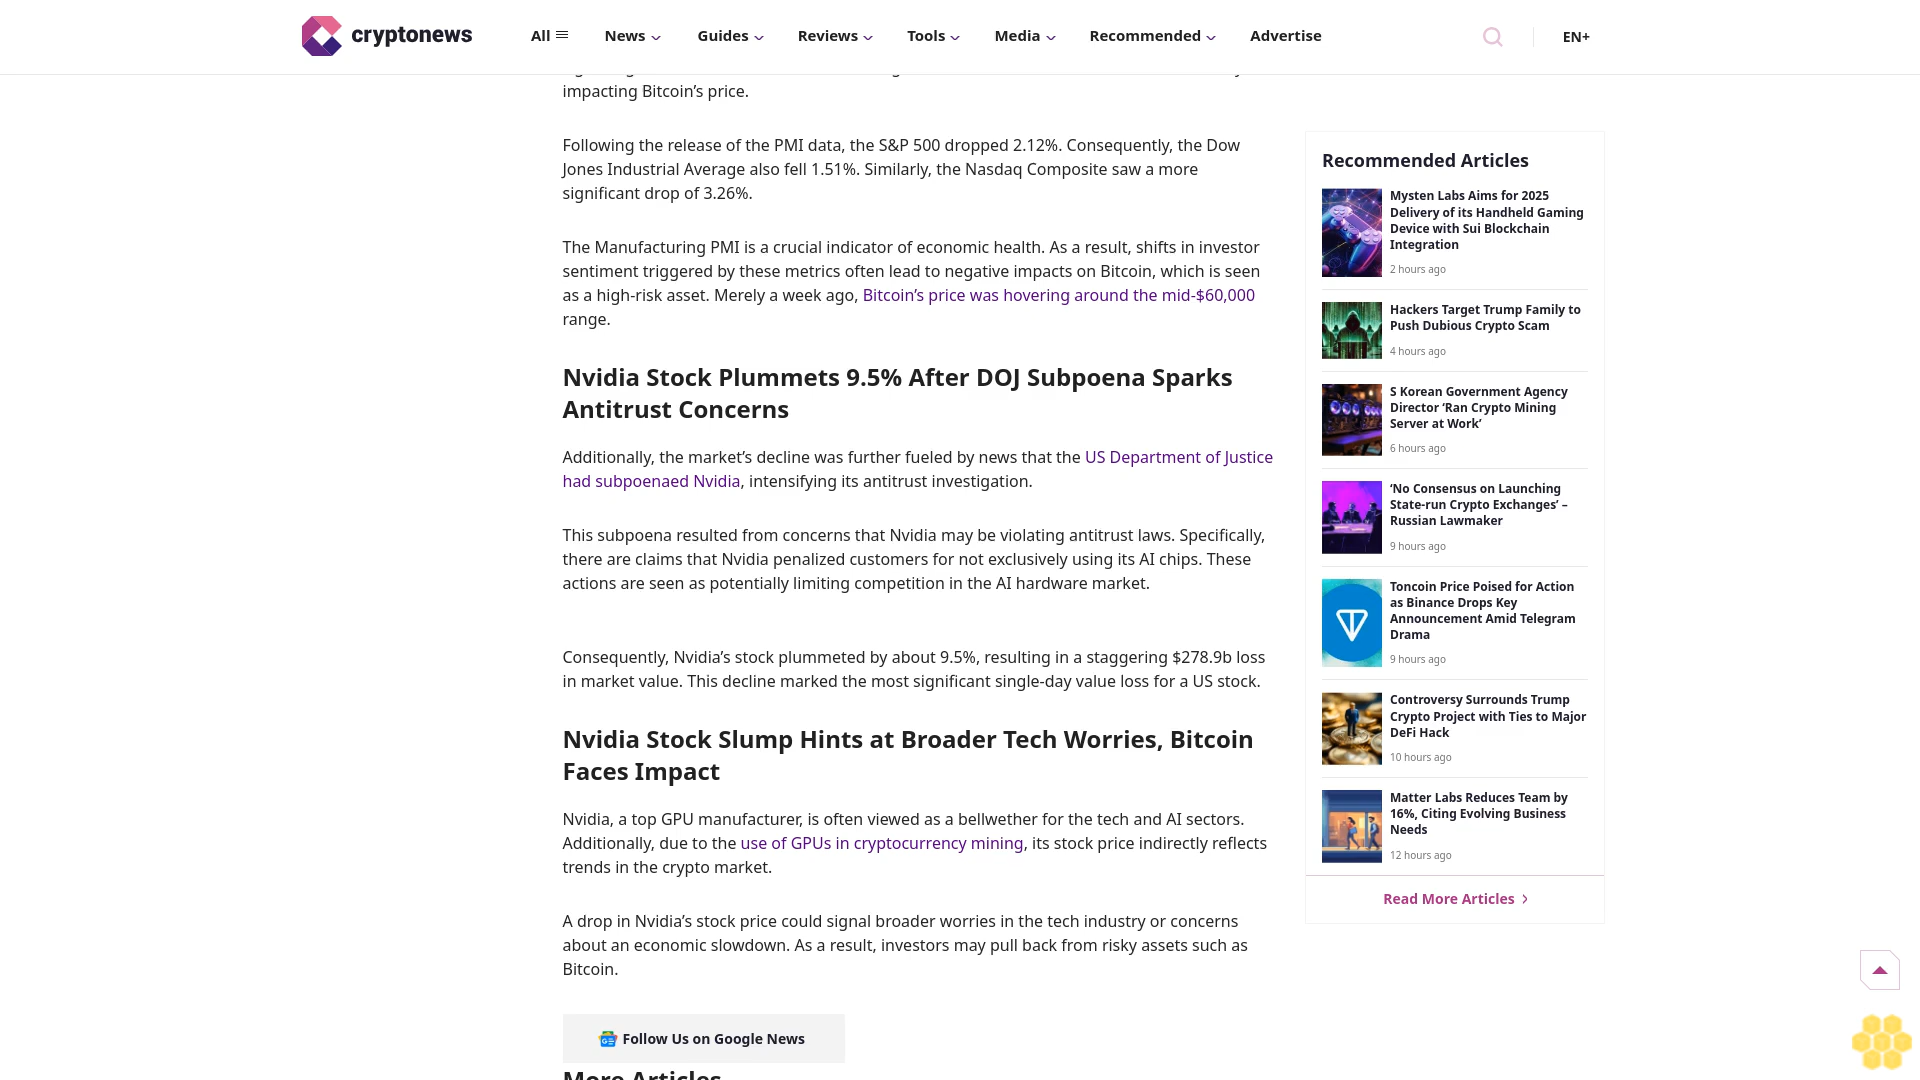 cryptonews
All
News
Guides
Reviews
Tools
Media
Recommended
Advertise
EN+
impacting Bitcoin’s price.
Following the release of the PMI data, the S&P 500 dropped 2.12%. Consequently, the Dow
Jones Industrial Average also fell 1.51%. Similarly, the Nasdaq Composite saw a more
significant drop of 3.26%.
The Manufacturing PMI is a crucial indicator of economic health. As a result, shifts in investor
sentiment triggered by these metrics often lead to negative impacts on Bitcoin, which is seen
as a high-risk asset. Merely a week ago, Bitcoin’s price was hovering around the mid-$60,000
range.
Nvidia Stock Plummets 9.5% After DOJ Subpoena Sparks
Antitrust Concerns
Additionally, the market’s decline was further fueled by news that the US Department of Justice
had subpoenaed Nvidia, intensifying its antitrust investigation.
This subpoena resulted from concerns that Nvidia may be violating antitrust laws. Specifically,
there are claims that Nvidia penalized customers for not exclusively using its AI chips. These
actions are seen as potentially limiting competition in the AI hardware market.
Consequently, Nvidia’s stock plummeted by about 9.5%, resulting in a staggering $278.9b loss
in market value. This decline marked the most significant single-day value loss for a US stock.
Nvidia Stock Slump Hints at Broader Tech Worries, Bitcoin
Faces Impact
Nvidia, a top GPU manufacturer, is often viewed as a bellwether for the tech and AI sectors.
Additionally, due to the use of GPUs in cryptocurrency mining, its stock price indirectly reflects
trends in the crypto market.
A drop in Nvidia’s stock price could signal broader worries in the tech industry or concerns
about an economic slowdown. As a result, investors may pull back from risky assets such as
Bitcoin.
Follow Us on Google News
More Articles
Recommended Articles
Mysten Labs Aims for 2025
Delivery of its Handheld Gaming
Device with Sui Blockchain
Integration
2 hours ago
Hackers Target Trump Family to
Push Dubious Crypto Scam
4 hours ago
S Korean Government Agency
Director ‘Ran Crypto Mining
Server at Work’
6 hours ago
‘No Consensus on Launching
State-run Crypto Exchanges’ –
Russian Lawmaker
9 hours ago
Toncoin Price Poised for Action
as Binance Drops Key
Announcement Amid Telegram
Drama
9 hours ago
Controversy Surrounds Trump
Crypto Project with Ties to Major
DeFi Hack
10 hours ago
Matter Labs Reduces Team by
16%, Citing Evolving Business
Needs
12 hours ago
Read More Articles